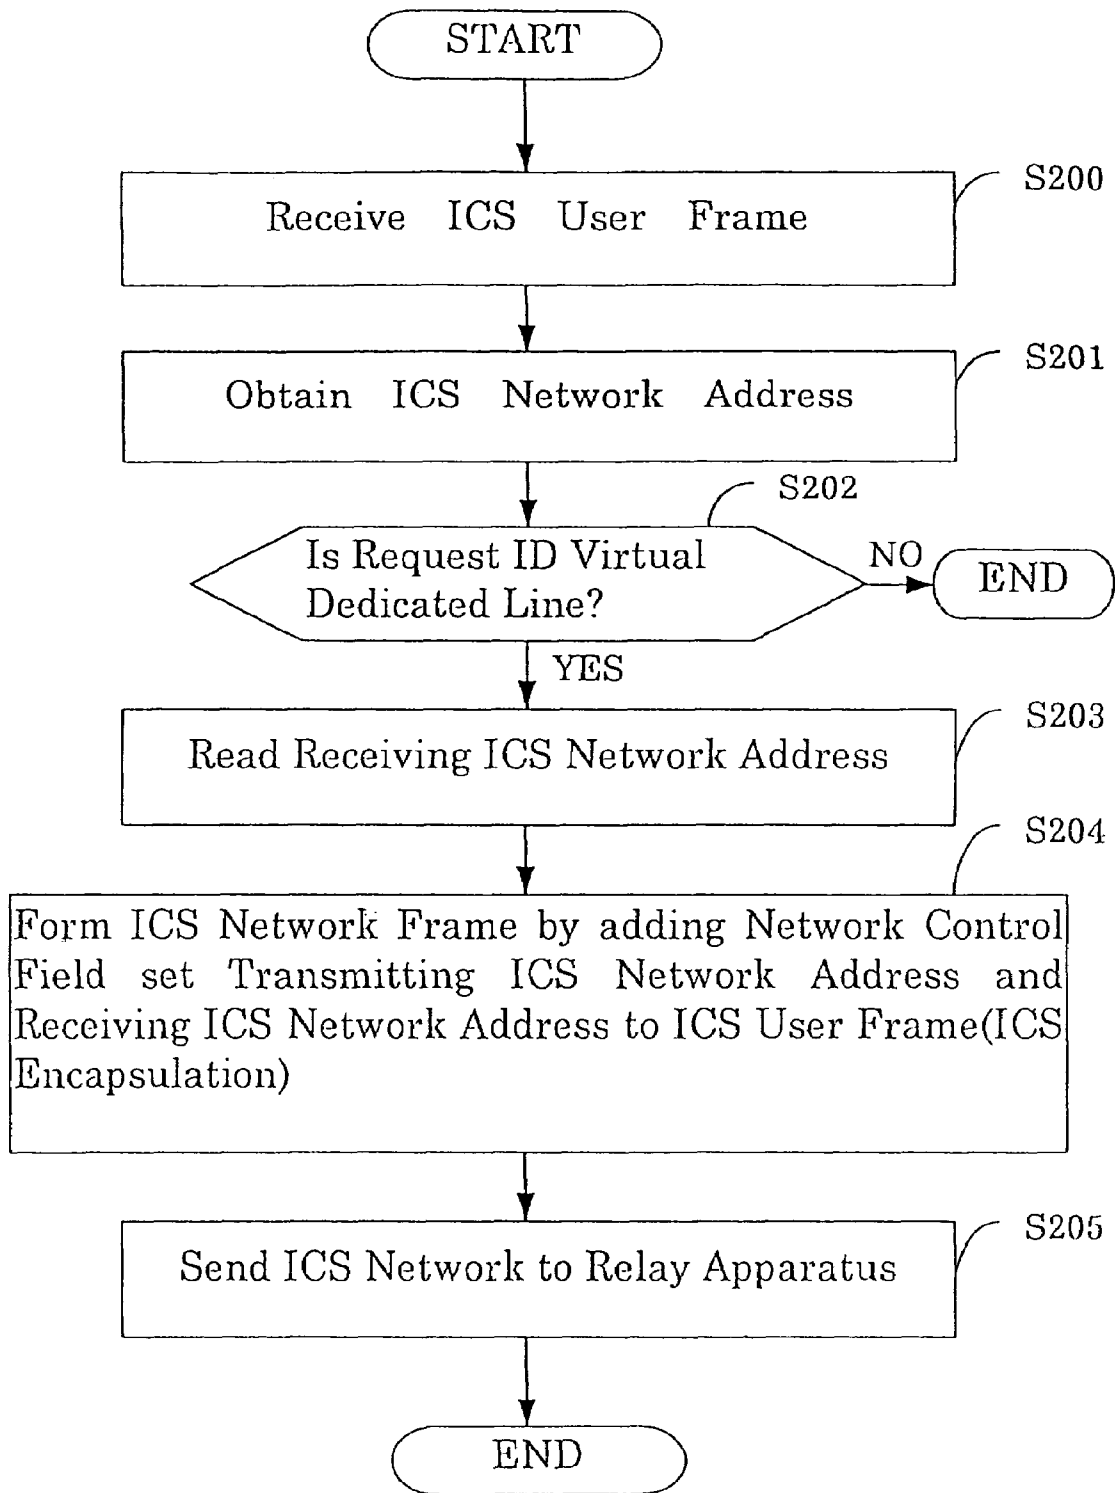 START
S200
Receive ICS User Frame
S201
Obtain ICS Network Address
S202
Is Request ID Virtual
Dedicated Line?
NO
END
YES
S203
Read Receiving ICS Network Address
S204
Form ICS Network Frame by adding Network Control
Field set Transmitting ICS Network Address and
Receiving ICS Network Address to ICS User Frame(ICS
Encapsulation)
S205
Send ICS Network to Relay Apparatus
END